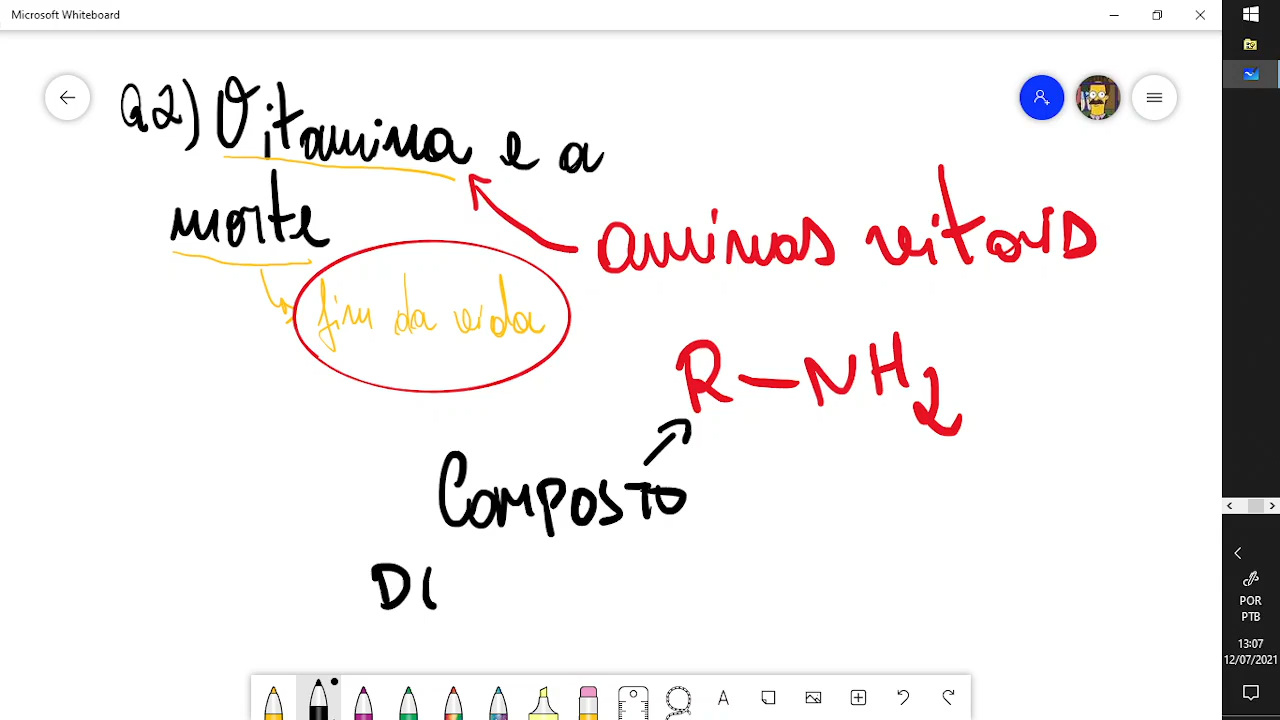 Microsoft Whiteboard
Q2) Vitamina e a
morte
aminas vitais
fim da vida
R-NH2
Composto
DI
A
POR
PTB
13:07
12/07/2021